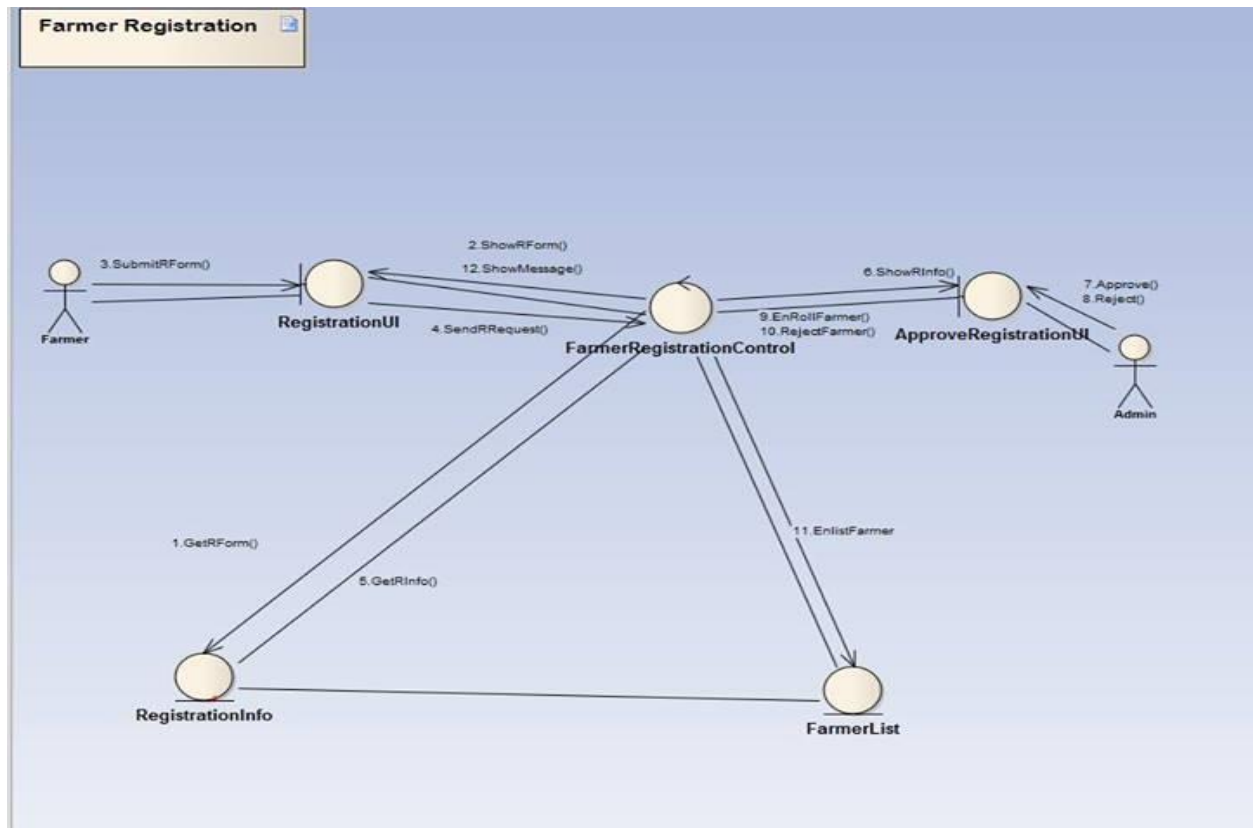 Farmer Registration
2.ShowRForm()
3.SubmitRForm()
12.ShowMessage()
6.ShowRInfo()
7.Approve()
8.Reject()
RegistrationUI
4.SendRRequest()
9.EnRollFarmer()
10.RejectFarmer()
ApproveRegistrationUI
Farmer
FarmerRegistrationControl
Admin
11.EnlistFarmer
1.GetRForm()
5.GetRInfo()
RegistrationInfo
FarmerList